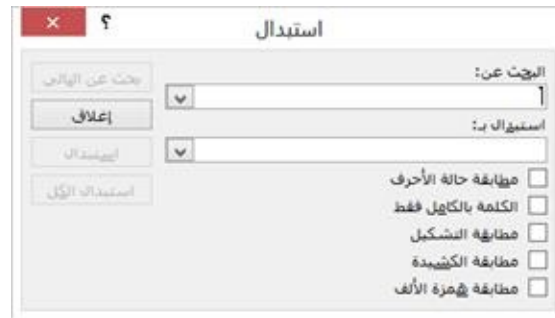 استبدال
؟
البحث عن:
بحث عن التالي
إغلاق
استبدال بـ:
استبدال
استبدال الكل
مطابقة حالة الأحرف
الكلمة بالكامل فقط
مطابقة التشكيل
مطابقة الكشيدة
مطابقة همزة الألف